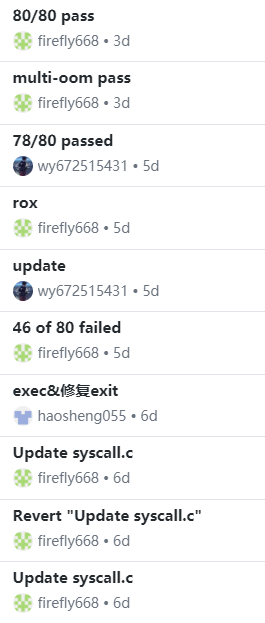 80/80 pass
firefly668 • 3d
multi-oom pass
firefly668 • 3d
78/80 passed
wy672515431 • 5d
rox
firefly668 • 5d
update
wy672515431 • 5d
46 of 80 failed
firefly668 • 5d
exec&修复exit
haosheng055 • 6d
Update syscall.c
firefly668 • 6d
Revert "Update syscall.c"
firefly668 • 6d
Update syscall.c
firefly668 • 6d